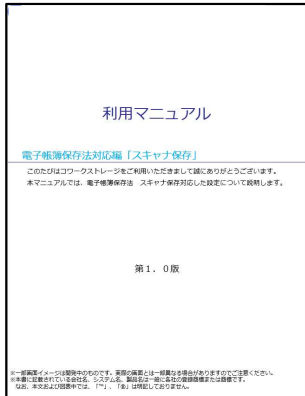 利用マニュアル
電子帳簿保存法対応編「スキャナ保存」
このたびはコワークストレージをご利用いただきまして誠にありがとうございます。
本マニュアルでは、電子帳簿保存法 スキャナ保存対応した設定について説明します。
第1.0版
※一部画面イメージは開発中のものです。実際の画面とは一部異なる場合がありますのでご注意ください。
※本書に記載されている会社名、システム名、製品名は一般に各社の登録商標または商標です。
なお、本文および図表中では、「™」、「®」は明記しておりません。